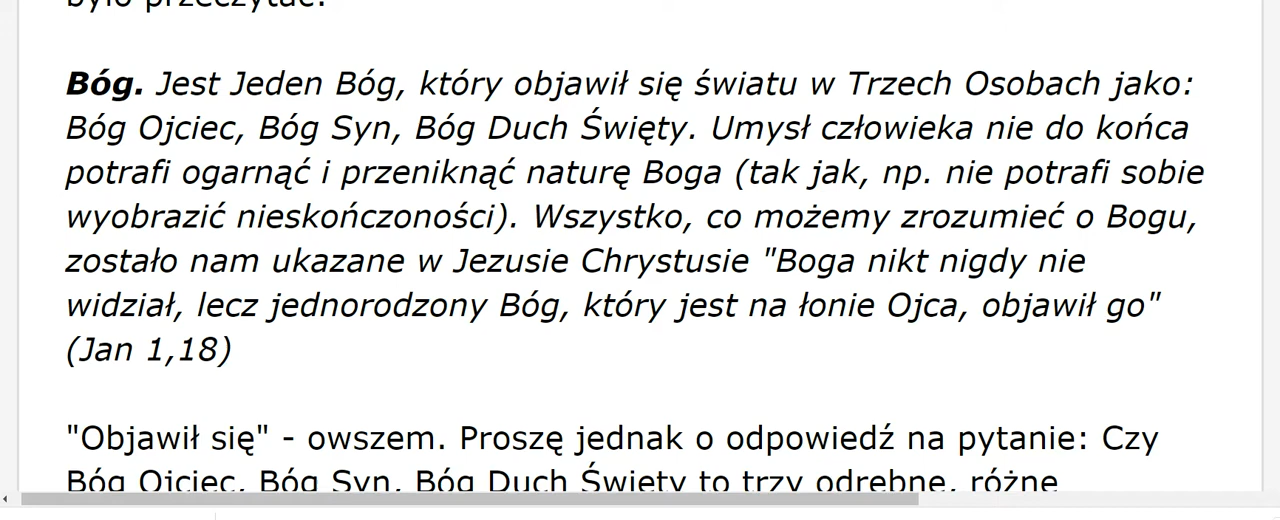 było przeczytać.
Bóg. Jest Jeden Bóg, który objawił się światu w Trzech Osobach jako:
Bóg Ojciec, Bóg Syn, Bóg Duch Święty. Umysł człowieka nie do końca
potrafi ogarnąć i przeniknąć naturę Boga (tak jak, np. nie potrafi sobie
wyobrazić nieskończoności). Wszystko, co możemy zrozumieć o Bogu,
zostało nam ukazane w Jezusie Chrystusie "Boga nikt nigdy nie
widział, lecz jednorodzony Bóg, który jest na łonie Ojca, objawił go"
(Jan 1,18)
"Objawił się" - owszem. Proszę jednak o odpowiedź na pytanie: Czy
Bóg Ojciec, Bóg Syn, Bóg Duch Święty to trzy odrębne, różne